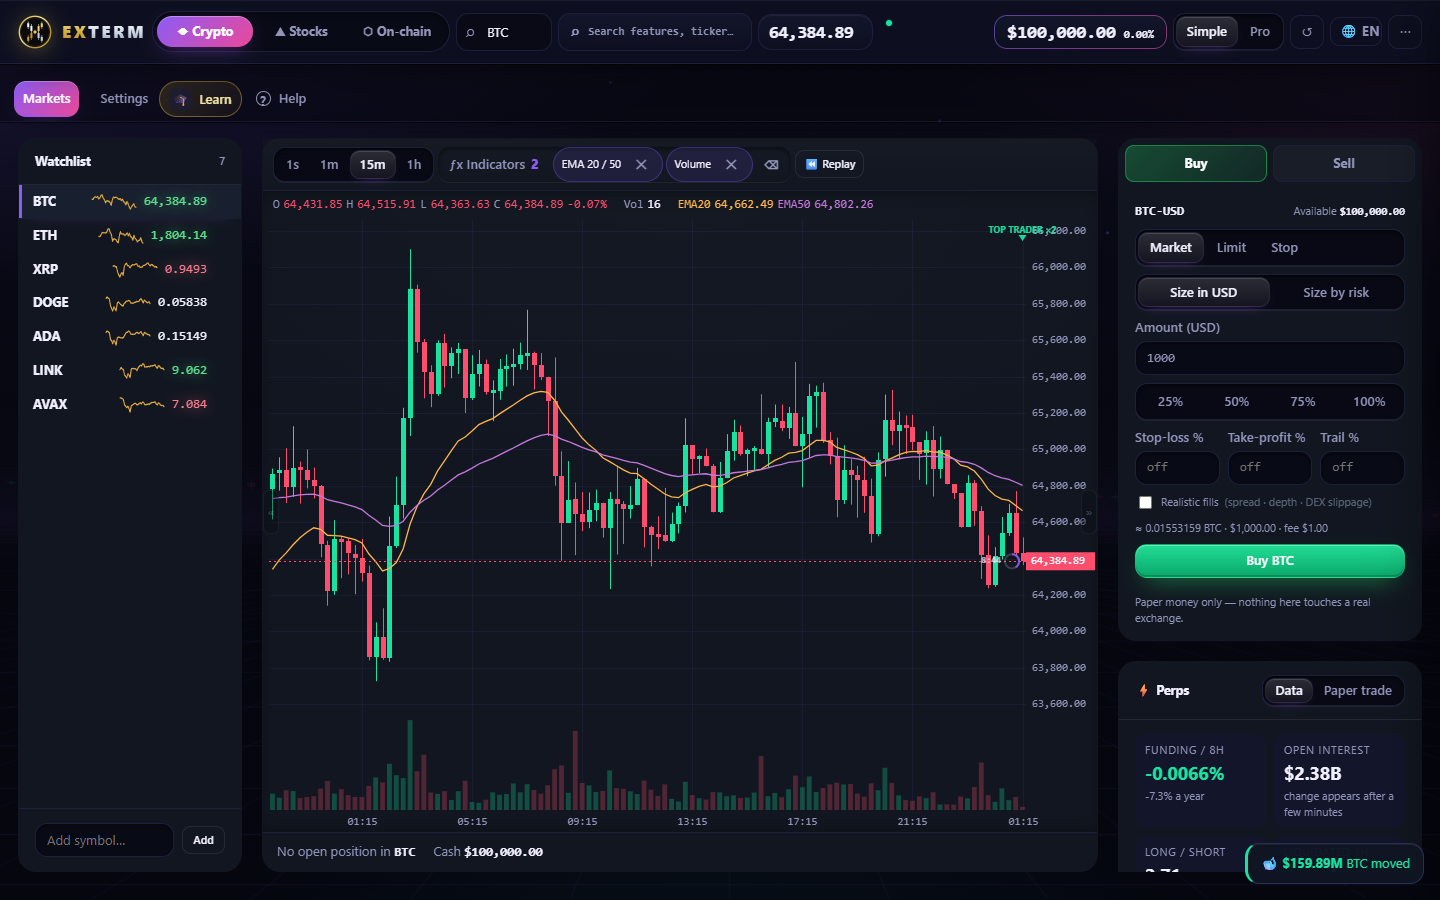 EXTERM
Crypto
Stocks
On-chain
BTC
Search features, ticker...
64,384.89
$100,000.00 0.00%
Simple
Pro
EN
Markets
Settings
Learn
Help
Watchlist 7
BTC 64,384.89
ETH 1,804.14
XRP 0.9493
DOGE 0.05838
ADA 0.15149
LINK 9.062
AVAX 7.084
Add symbol...
Add
1s 1m 15m 1h
ƒx Indicators 2
EMA 20 / 50
Volume
Replay
O 64,431.85 H 64,515.91 L 64,363.63 C 64,384.89 -0.07% Vol 16 EMA20 64,662.49 EMA50 64,802.26
TOP TRADER x2
66,000.00
65,800.00
65,600.00
65,400.00
65,200.00
65,000.00
64,800.00
64,600.00
64,384.89
64,200.00
64,000.00
63,800.00
63,600.00
01:15 05:15 09:15 13:15 17:15 21:15 01:15
No open position in BTC Cash $100,000.00
Buy
Sell
BTC-USD
Available $100,000.00
Market Limit Stop
Size in USD
Size by risk
Amount (USD)
1000
25% 50% 75% 100%
Stop-loss % Take-profit % Trail %
off off off
Realistic fills (spread · depth · DEX slippage)
≈ 0.01553159 BTC · $1,000.00 · fee $1.00
Buy BTC
Paper money only — nothing here touches a real
exchange.
Perps
Data
Paper trade
FUNDING / 8H
-0.0066%
-7.3% a year
OPEN INTEREST
$2.38B
change appears after a
few minutes
LONG / SHORT
$159.89M BTC moved